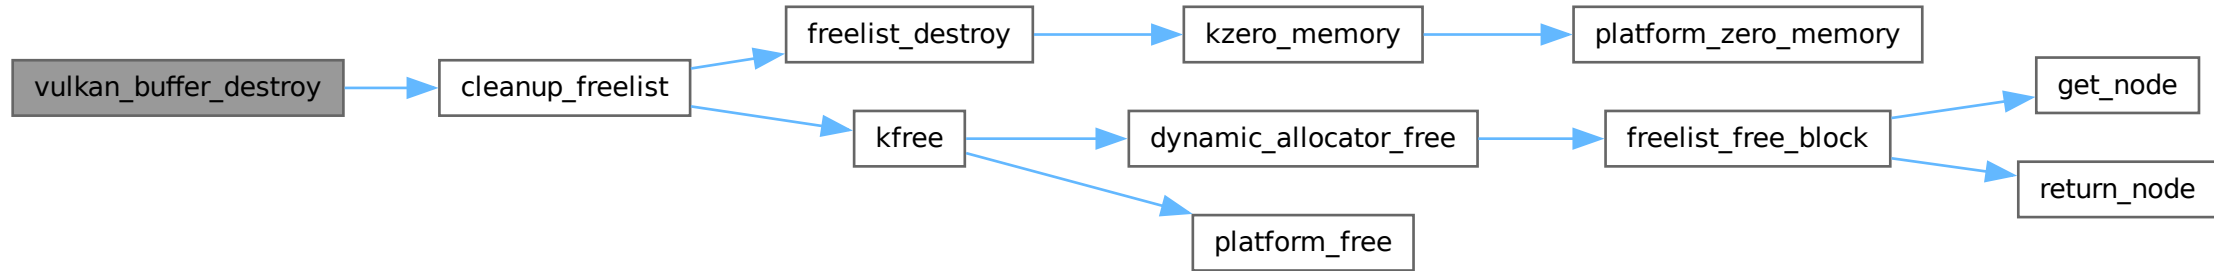 vulkan_buffer_destroy
cleanup_freelist
freelist_destroy
kzero_memory
platform_zero_memory
kfree
dynamic_allocator_free
freelist_free_block
get_node
return_node
platform_free